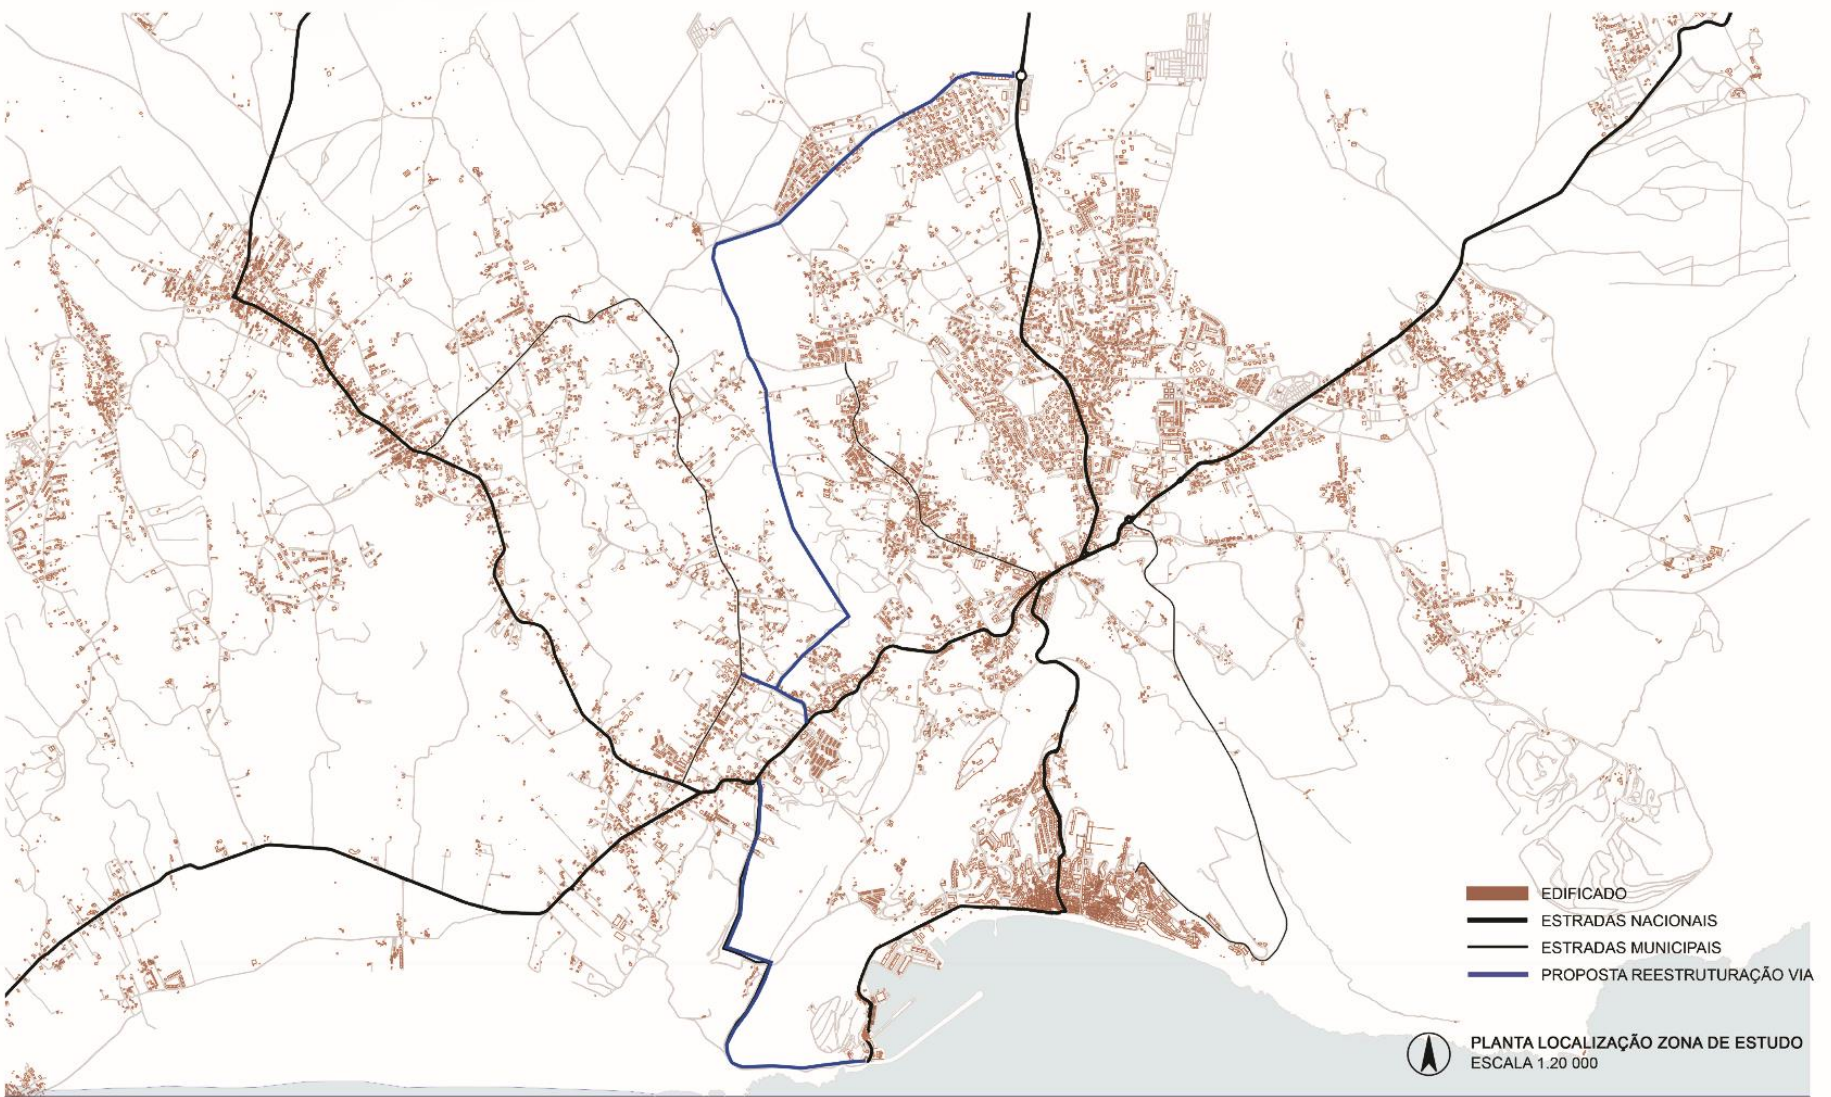 EDIFICADO
ESTRADAS NACIONAIS
ESTRADAS MUNICIPAIS
PROPOSTA REESTRUTURAÇÃO VIA
PLANTA LOCALIZAÇÃO ZONA DE ESTUDO
ESCALA 1.20 000